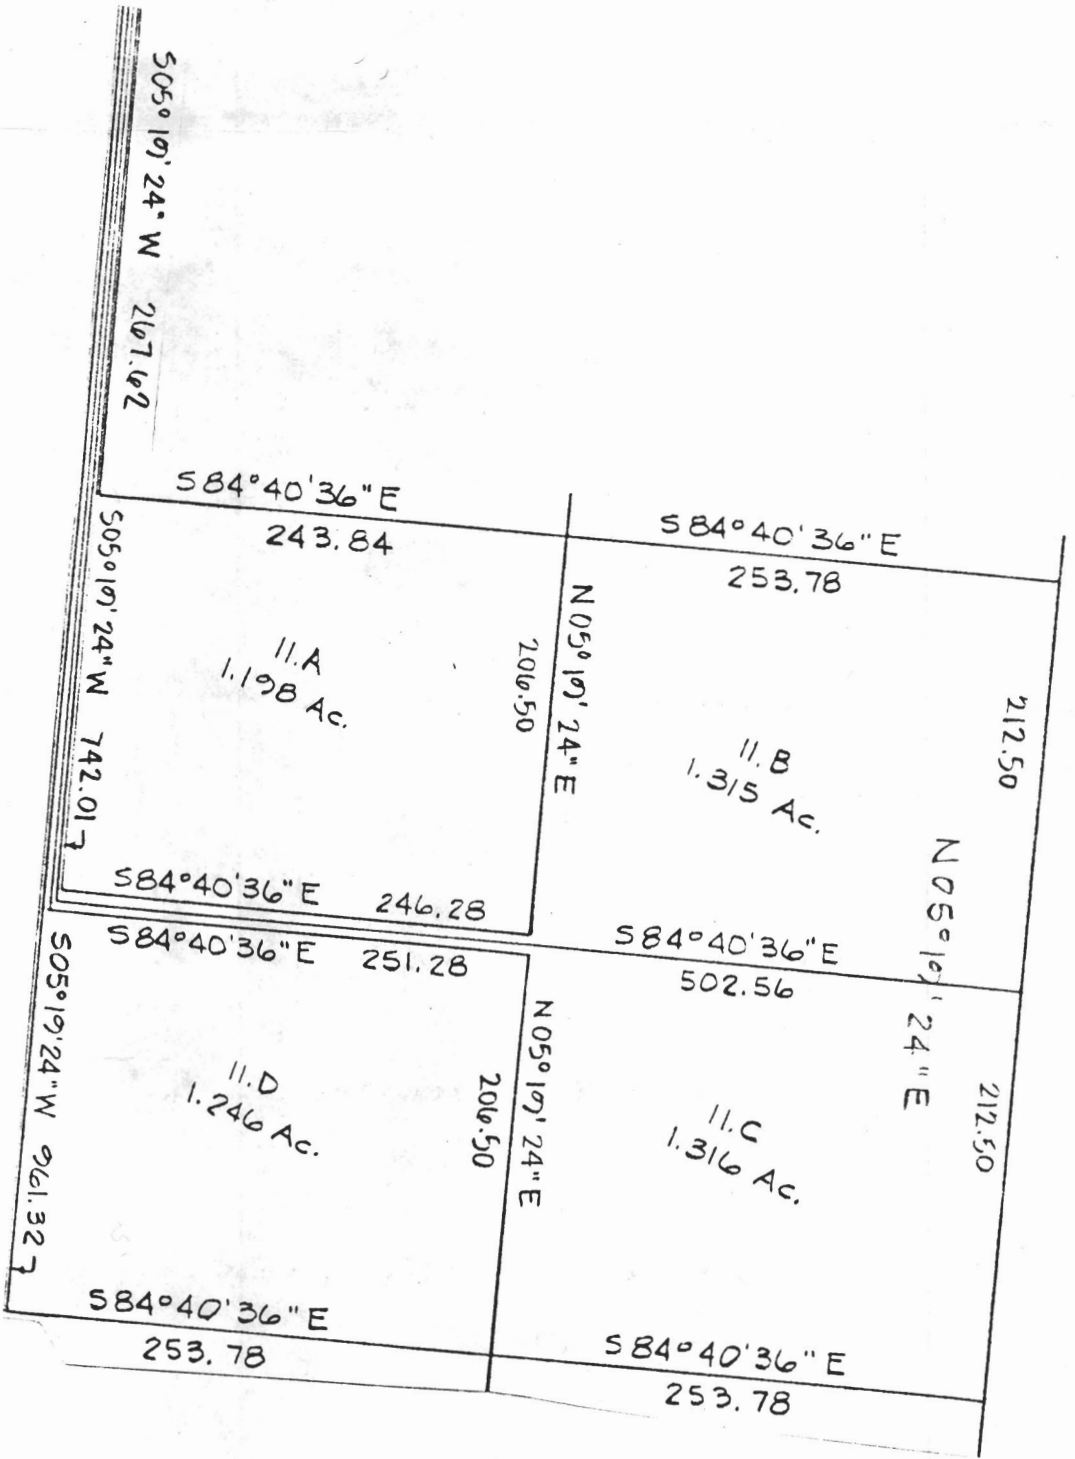 S05°19'24"W 267.62
S84°40'36"E
243.84
S84°40'36"E
253.78
S05°19'24"W 742.01
N05°19'24"E
206.50
212.50
11.A
1.198 Ac.
11.B
1.315 Ac.
N05°19'24"E
S84°40'36"E 246.28
S84°40'36"E 251.28
S84°40'36"E
502.56
S05°19'24"W 961.32
N05°19'24"E
206.50
212.50
11.D
1.246 Ac.
11.C
1.316 Ac.
S84°40'36"E
253.78
S84°40'36"E
253.78